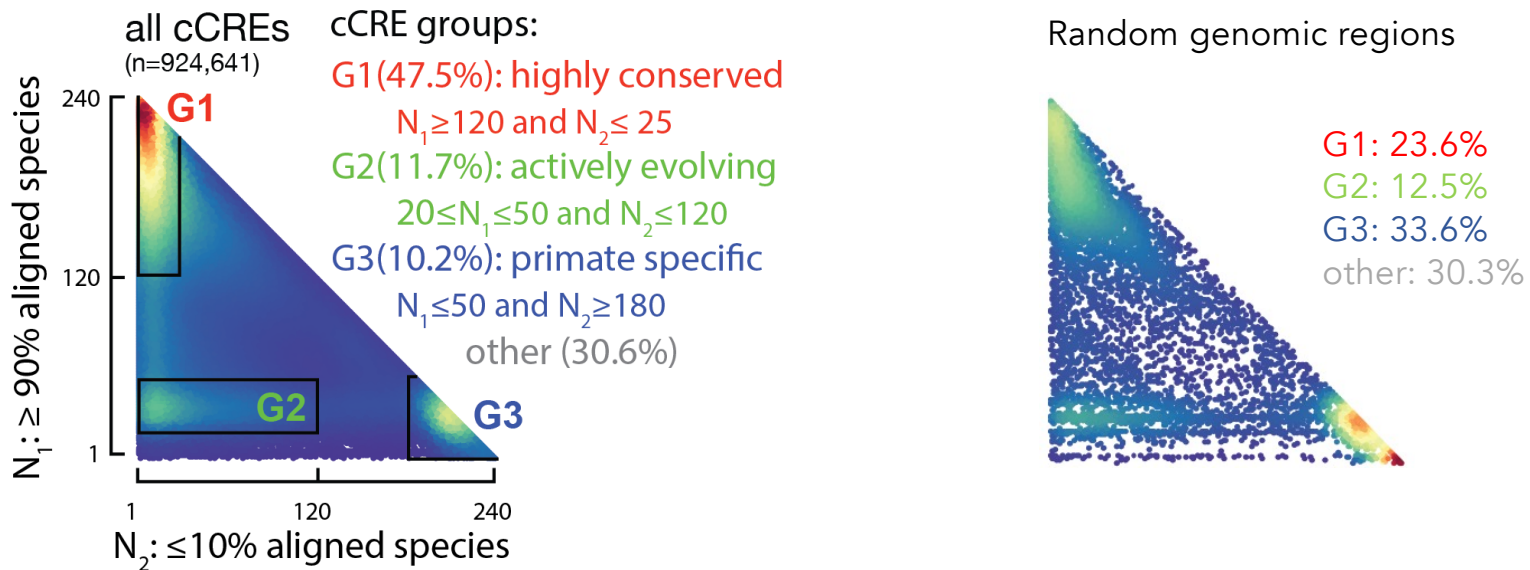 all cCREs
(n=924,641)
cCRE groups:
G1(47.5%): highly conserved
N₁≥120 and N₂≤ 25
G2(11.7%): actively evolving
20≤N₁≤50 and N₂≤120
G3(10.2%): primate specific
N₁≤50 and N₂≥180
other (30.6%)
N₁: ≥ 90% aligned species
240
120
1
G1
G2
G3
1
120
240
N₂: ≤10% aligned species
Random genomic regions
G1: 23.6%
G2: 12.5%
G3: 33.6%
other: 30.3%